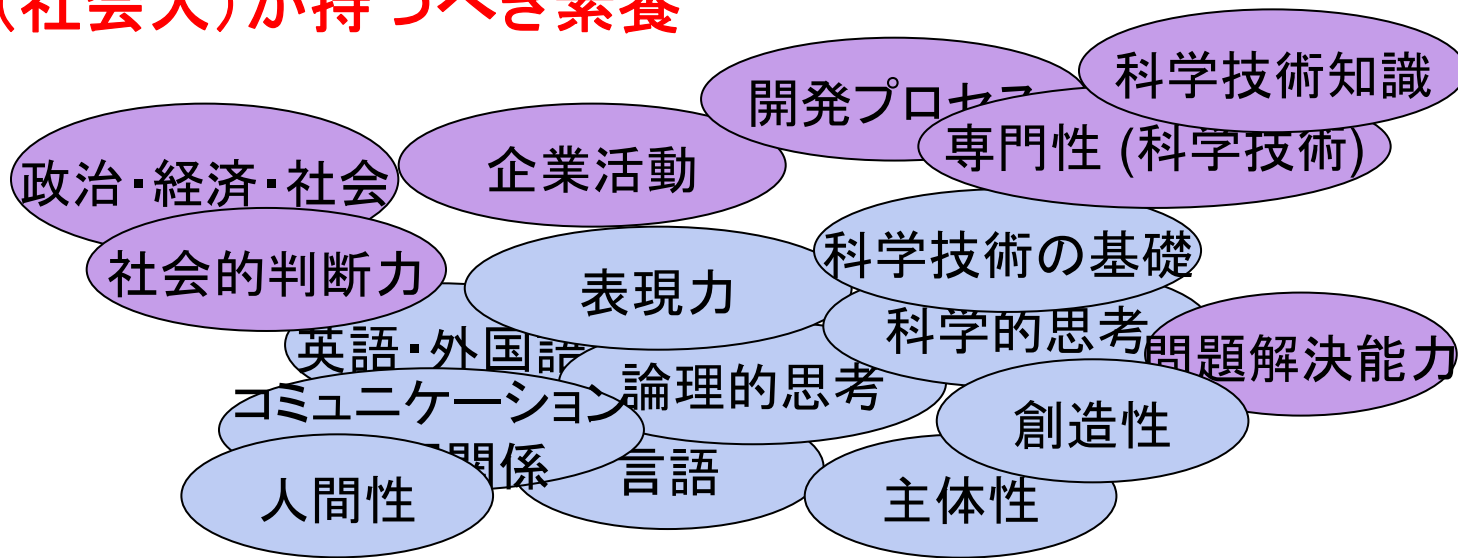 (社会人)が持つべき素養
科学技術知識
開発プロセス
専門性 (科学技術)
企業活動
政治・経済・社会
科学技術の基礎
社会的判断力
表現力
科学的思考
英語・外国語
問題解決能力
論理的思考
コミュニケーション
関係
創造性
言語
人間性
主体性